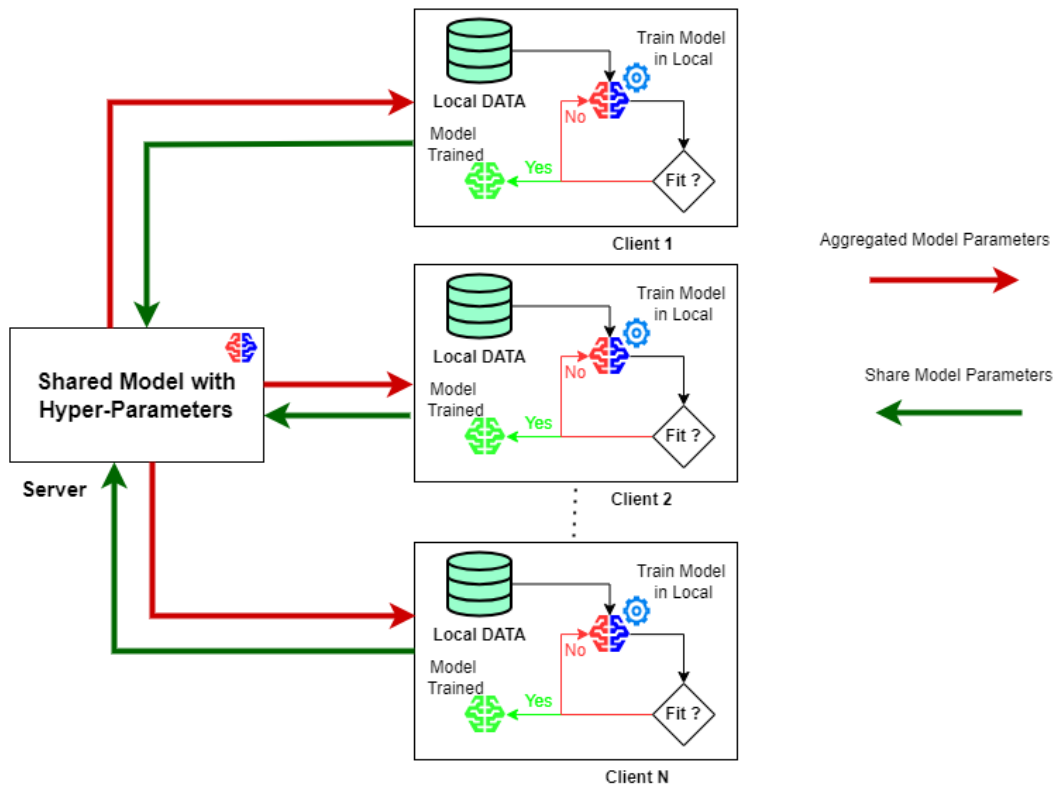 Train Model
in Local
Local DATA
No
Model
Trained
Yes
Fit ?
Client 1
Aggregated Model Parameters
Train Model
in Local
Local DATA
No
Model
Trained
Yes
Fit ?
Client 2
Share Model Parameters
Shared Model with
Hyper-Parameters
Server
Train Model
in Local
Local DATA
No
Model
Trained
Yes
Fit ?
Client N